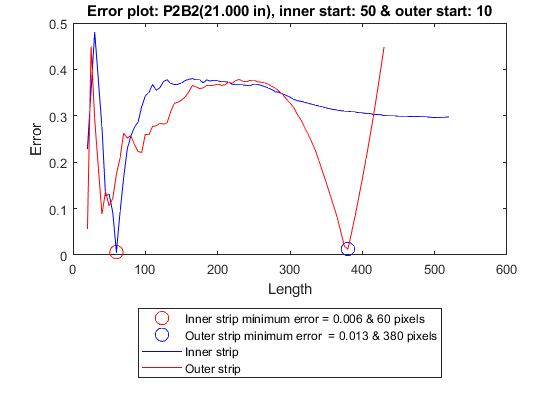 Error plot: P2B2(21.000 in), inner start: 50 & outer start: 10
0.5
0.4
0.3
0.2
0.1
0
Error
0 100 200 300 400 500 600
Length
Inner strip minimum error = 0.006 & 60 pixels
Outer strip minimum error = 0.013 & 380 pixels
Inner strip
Outer strip